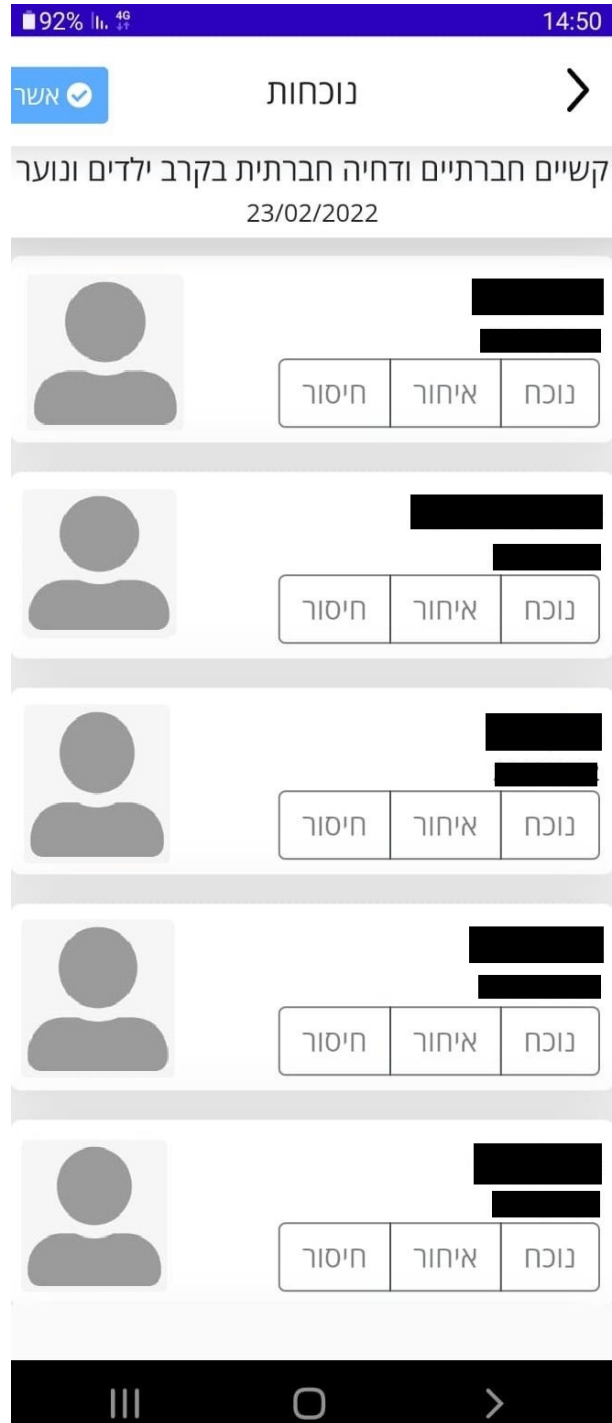 92% 4G 14:50
נוכחות
אשר
קשיים חברתיים ודחיה חברתית בקרב ילדים ונוער
23/02/2022
נוכח איחור חיסור
נוכח איחור חיסור
נוכח איחור חיסור
נוכח איחור חיסור
נוכח איחור חיסור